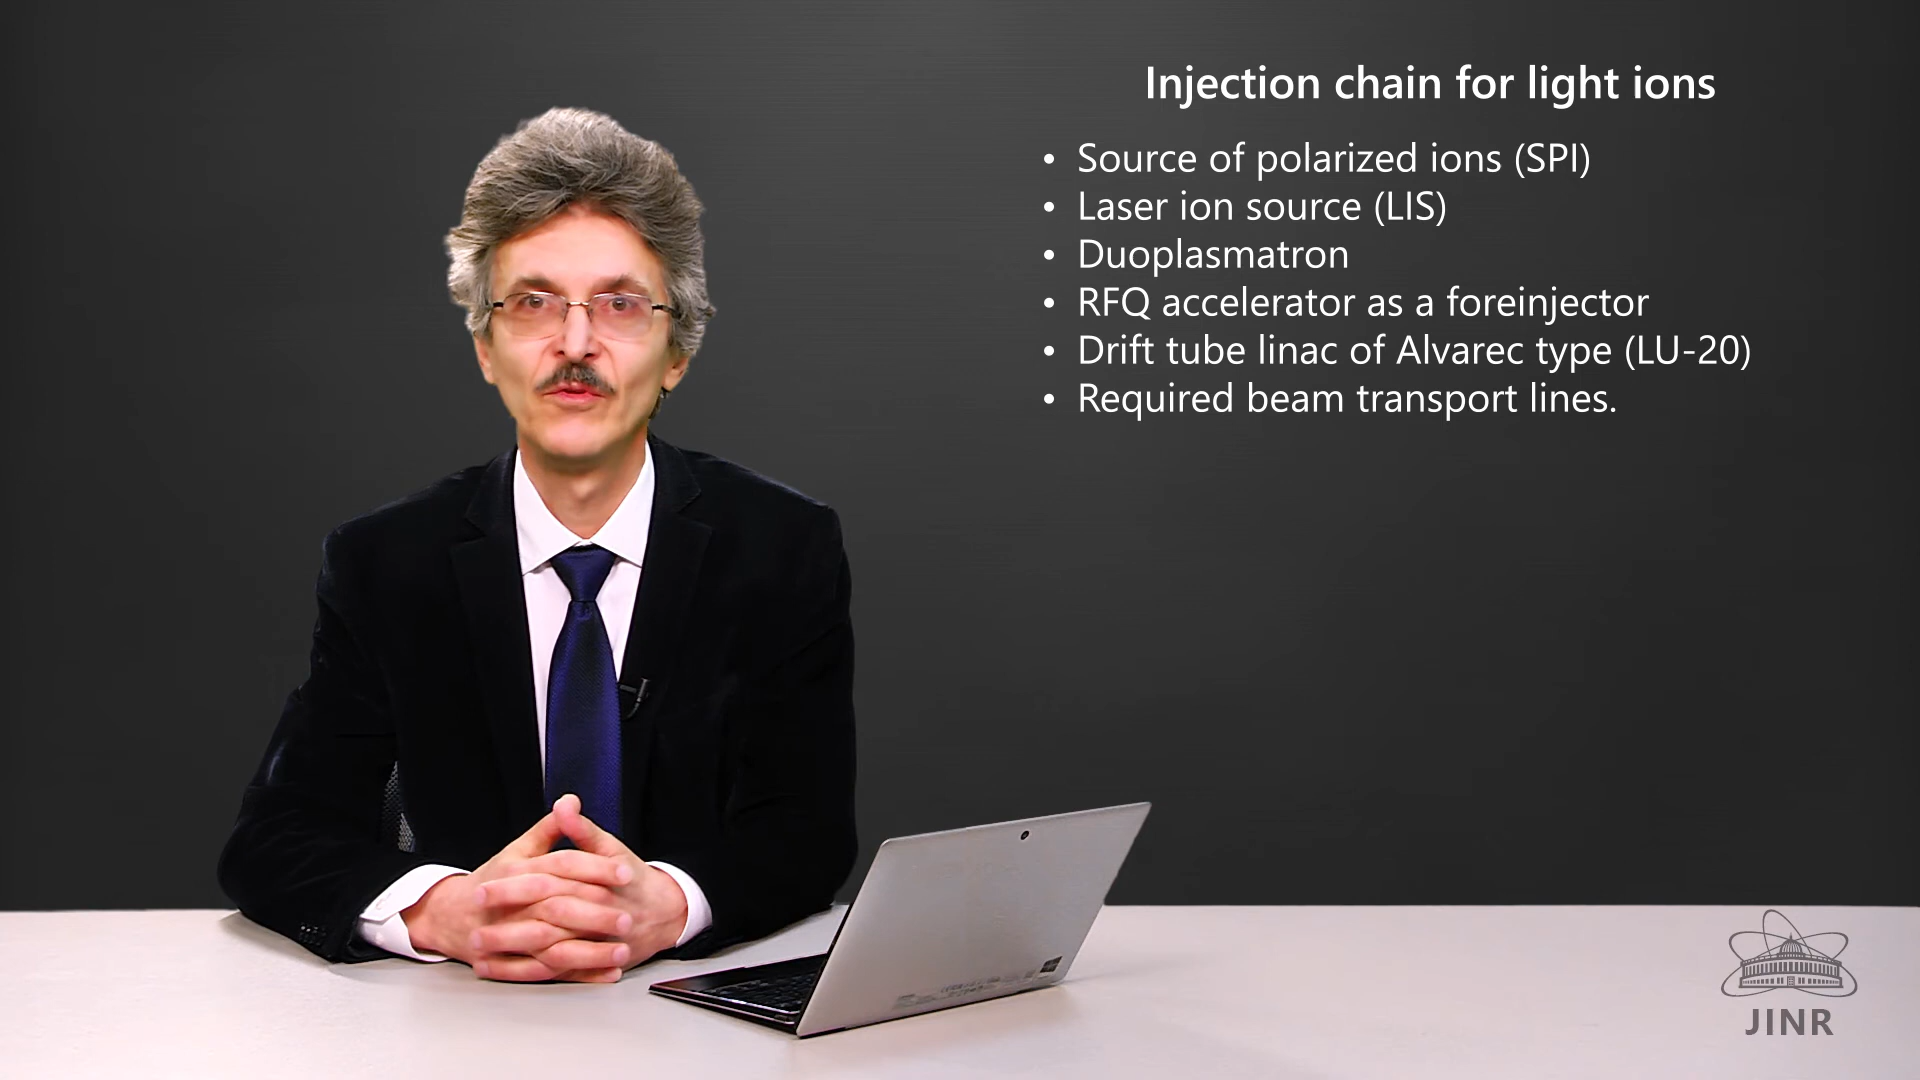 Injection chain for light ions
• Source of polarized ions (SPI)
• Laser ion source (LIS)
• Duoplasmatron
• RFQ accelerator as a foreinjector
• Drift tube linac of Alvarec type (LU-20)
• Required beam transport lines.
JINR